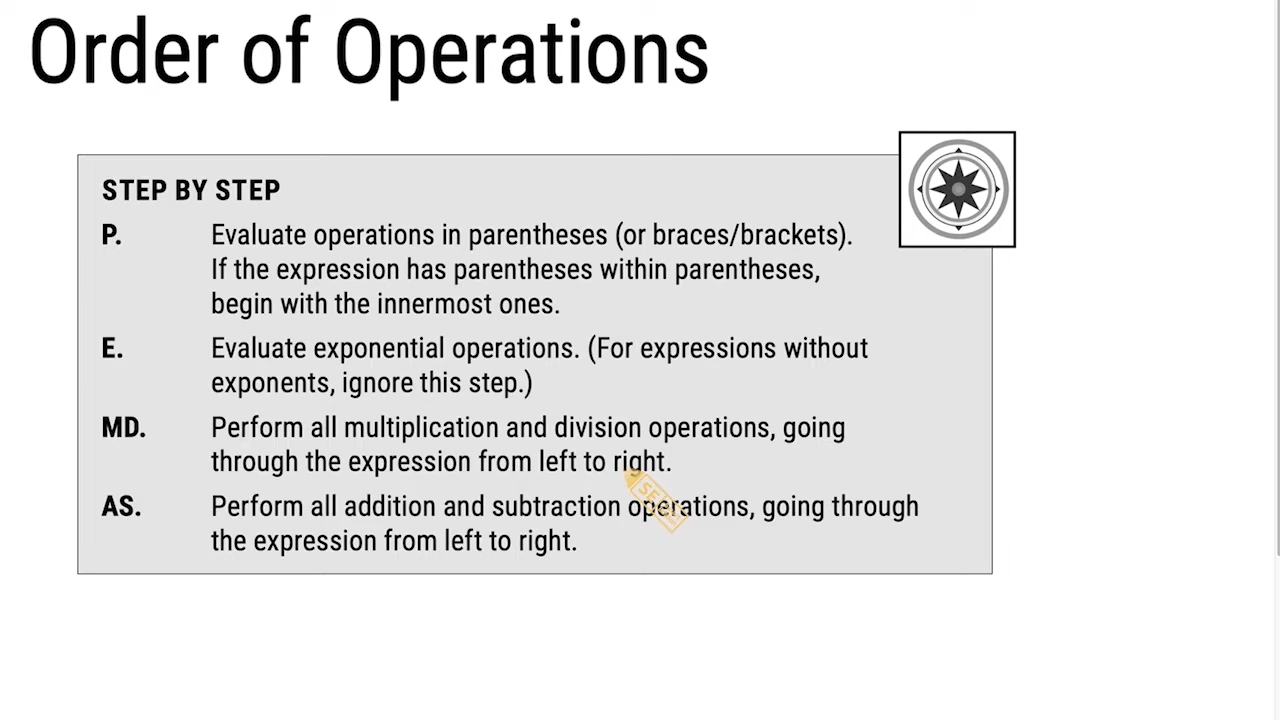 Order of Operations
STEP BY STEP
P. Evaluate operations in parentheses (or braces/brackets).
If the expression has parentheses within parentheses,
begin with the innermost ones.
E. Evaluate exponential operations. (For expressions without
exponents, ignore this step.)
MD. Perform all multiplication and division operations, going
through the expression from left to right.
AS. Perform all addition and subtraction operations, going through
the expression from left to right.